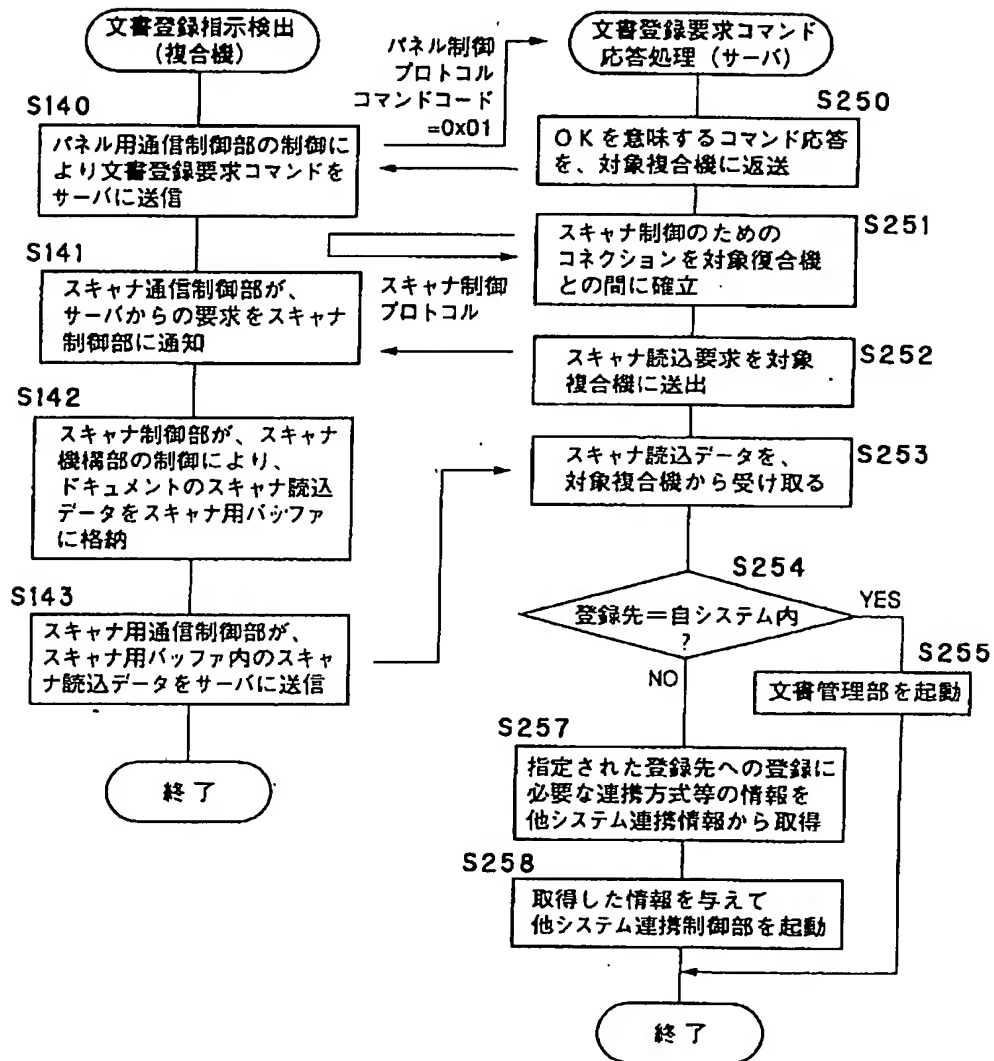 文書登録指示検出
(複合機)
S140
パネル用通信制御部の制御に
より文書登録要求コマンドを
サーバに送信
S141
スキャナ通信制御部が、
サーバからの要求をスキャナ
制御部に通知
S142
スキャナ制御部が、スキャナ
機構部の制御により、
ドキュメントのスキャナ読込
データをスキャナ用バッファ
に格納
S143
スキャナ用通信制御部が、
スキャナ用バッファ内のスキャ
ナ読込データをサーバに送信
終了
パネル制御
プロトコル
コマンドコード
=0x01
スキャナ制御
プロトコル
文書登録要求コマンド
応答処理 (サーバ)
S250
OKを意味するコマンド応答
を、対象複合機に返送
S251
スキャナ制御のための
コネクションを対象復合機
との間に確立
S252
スキャナ読込要求を対象
複合機に送出
S253
スキャナ読込データを、
対象複合機から受け取る
S254
登録先=自システム内
?
YES
NO
S255
文書管理部を起動
S257
指定された登録先への登録に
必要な連携方式等の情報を
他システム連携情報から取得
S258
取得した情報を与えて
他システム連携制御部を起動
終了